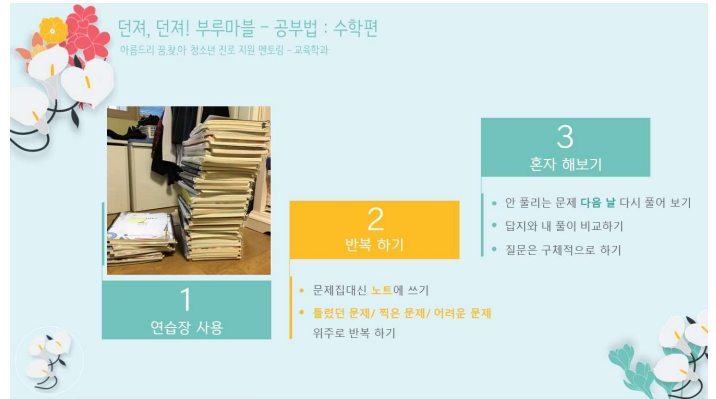 던져, 던져! 부루마블 - 공부법 : 수학편
아름드리 꿈찾아 청소년 진로 지원 멘토링 - 교육학과
1
연습장 사용
2
반복 하기
• 문제집대신 노트에 쓰기
• 틀렸던 문제/ 찍은 문제/ 어려운 문제
위주로 반복 하기
3
혼자 해보기
• 안 풀리는 문제 다음 날 다시 풀어 보기
• 답지와 내 풀이 비교하기
• 질문은 구체적으로 하기